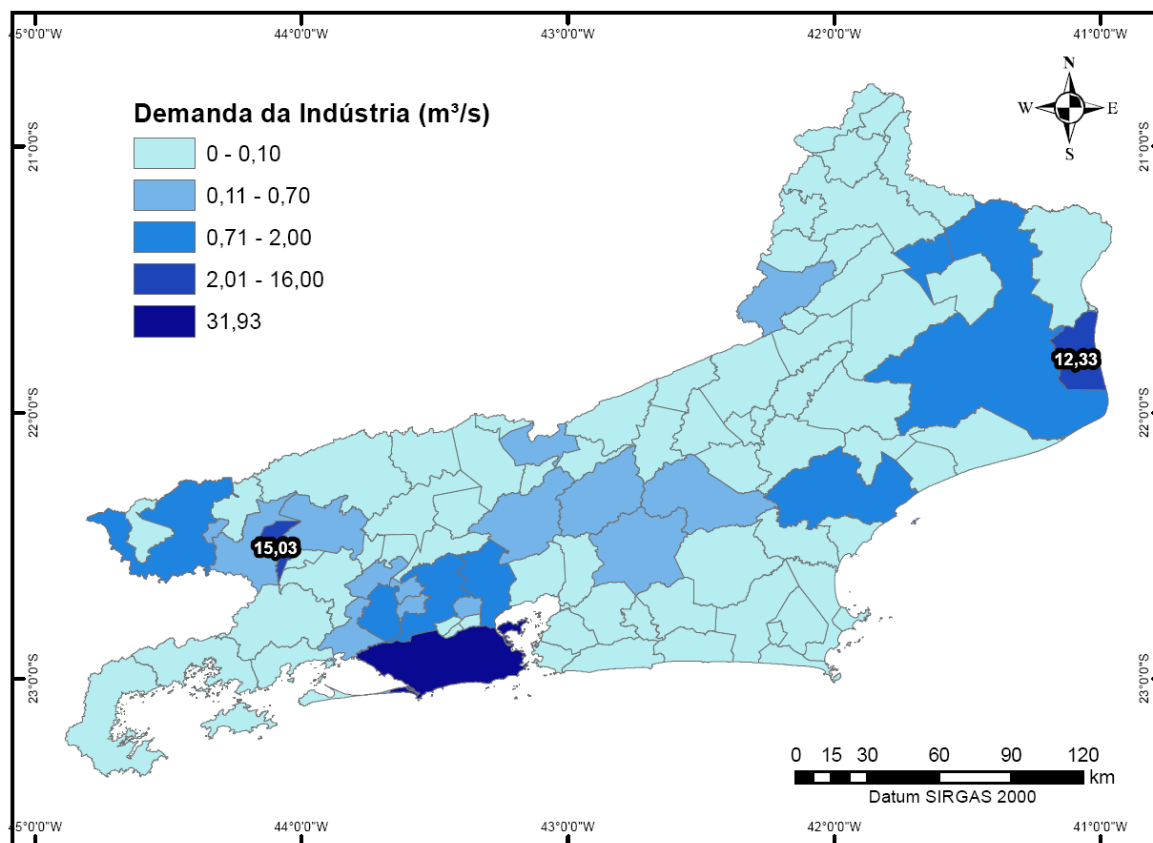 45°0'0"W 44°0'0"W 43°0'0"W 42°0'0"W 41°0'0"W
N
W E
S
Demanda da Indústria (m³/s)
0 - 0,10
0,11 - 0,70
0,71 - 2,00
2,01 - 16,00
31,93
21°0'0"S 21°0'0"S
12,33
22°0'0"S 22°0'0"S
15,03
23°0'0"S 23°0'0"S
0 15 30 60 90 120
km
Datum SIRGAS 2000
45°0'0"W 44°0'0"W 43°0'0"W 42°0'0"W 41°0'0"W